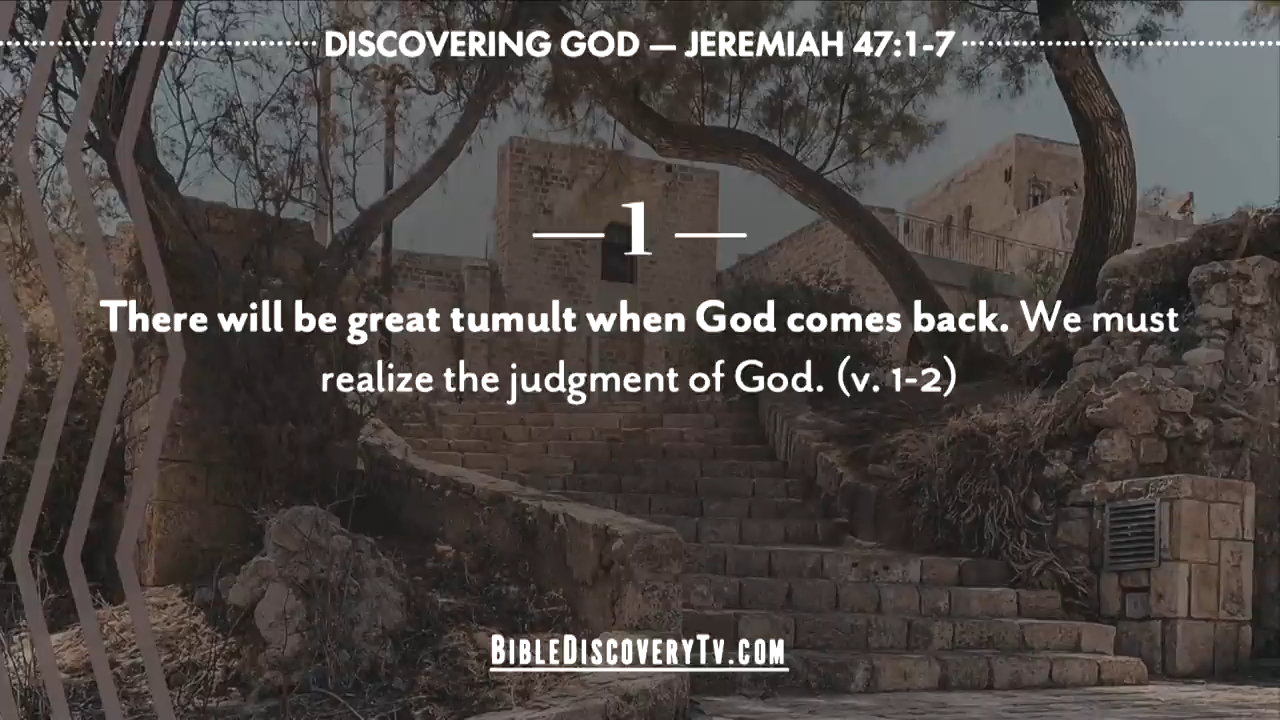 DISCOVERING GOD — JEREMIAH 47:1-7
1
There will be great tumult when God comes back. We must
realize the judgment of God. (v. 1-2)
BIBLEDISCOVERYTV.COM